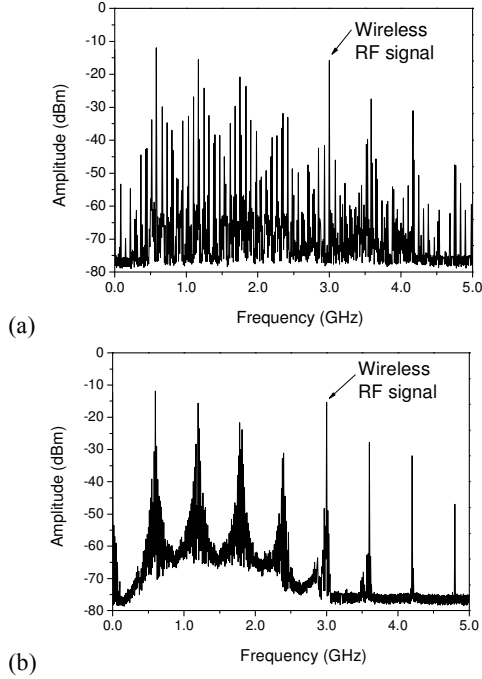 0
-10
Wireless
RF signal
-20
-30
-40
-50
-60
-70
-80
Amplitude (dBm)
0.0 1.0 2.0 3.0 4.0 5.0
Frequency (GHz)
(a)
0
-10
Wireless
RF signal
-20
-30
-40
-50
-60
-70
-80
Amplitude (dBm)
0.0 1.0 2.0 3.0 4.0 5.0
Frequency (GHz)
(b)